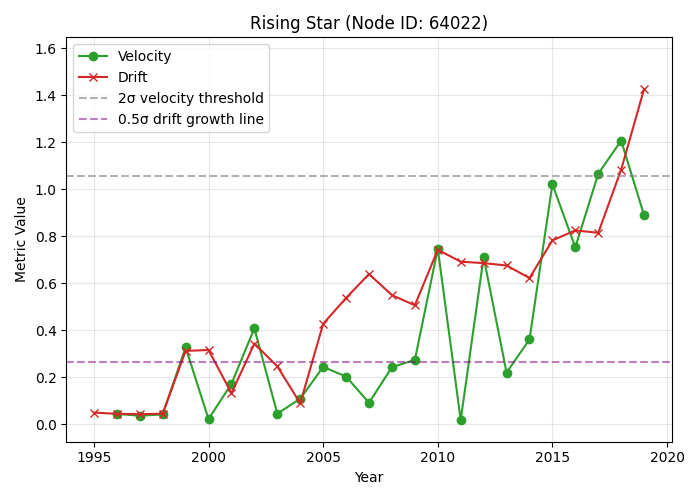 Rising Star (Node ID: 64022)
Velocity
Drift
2σ velocity threshold
0.5σ drift growth line
Metric Value
1.6
1.4
1.2
1.0
0.8
0.6
0.4
0.2
0.0
1995
2000
2005
2010
2015
2020
Year